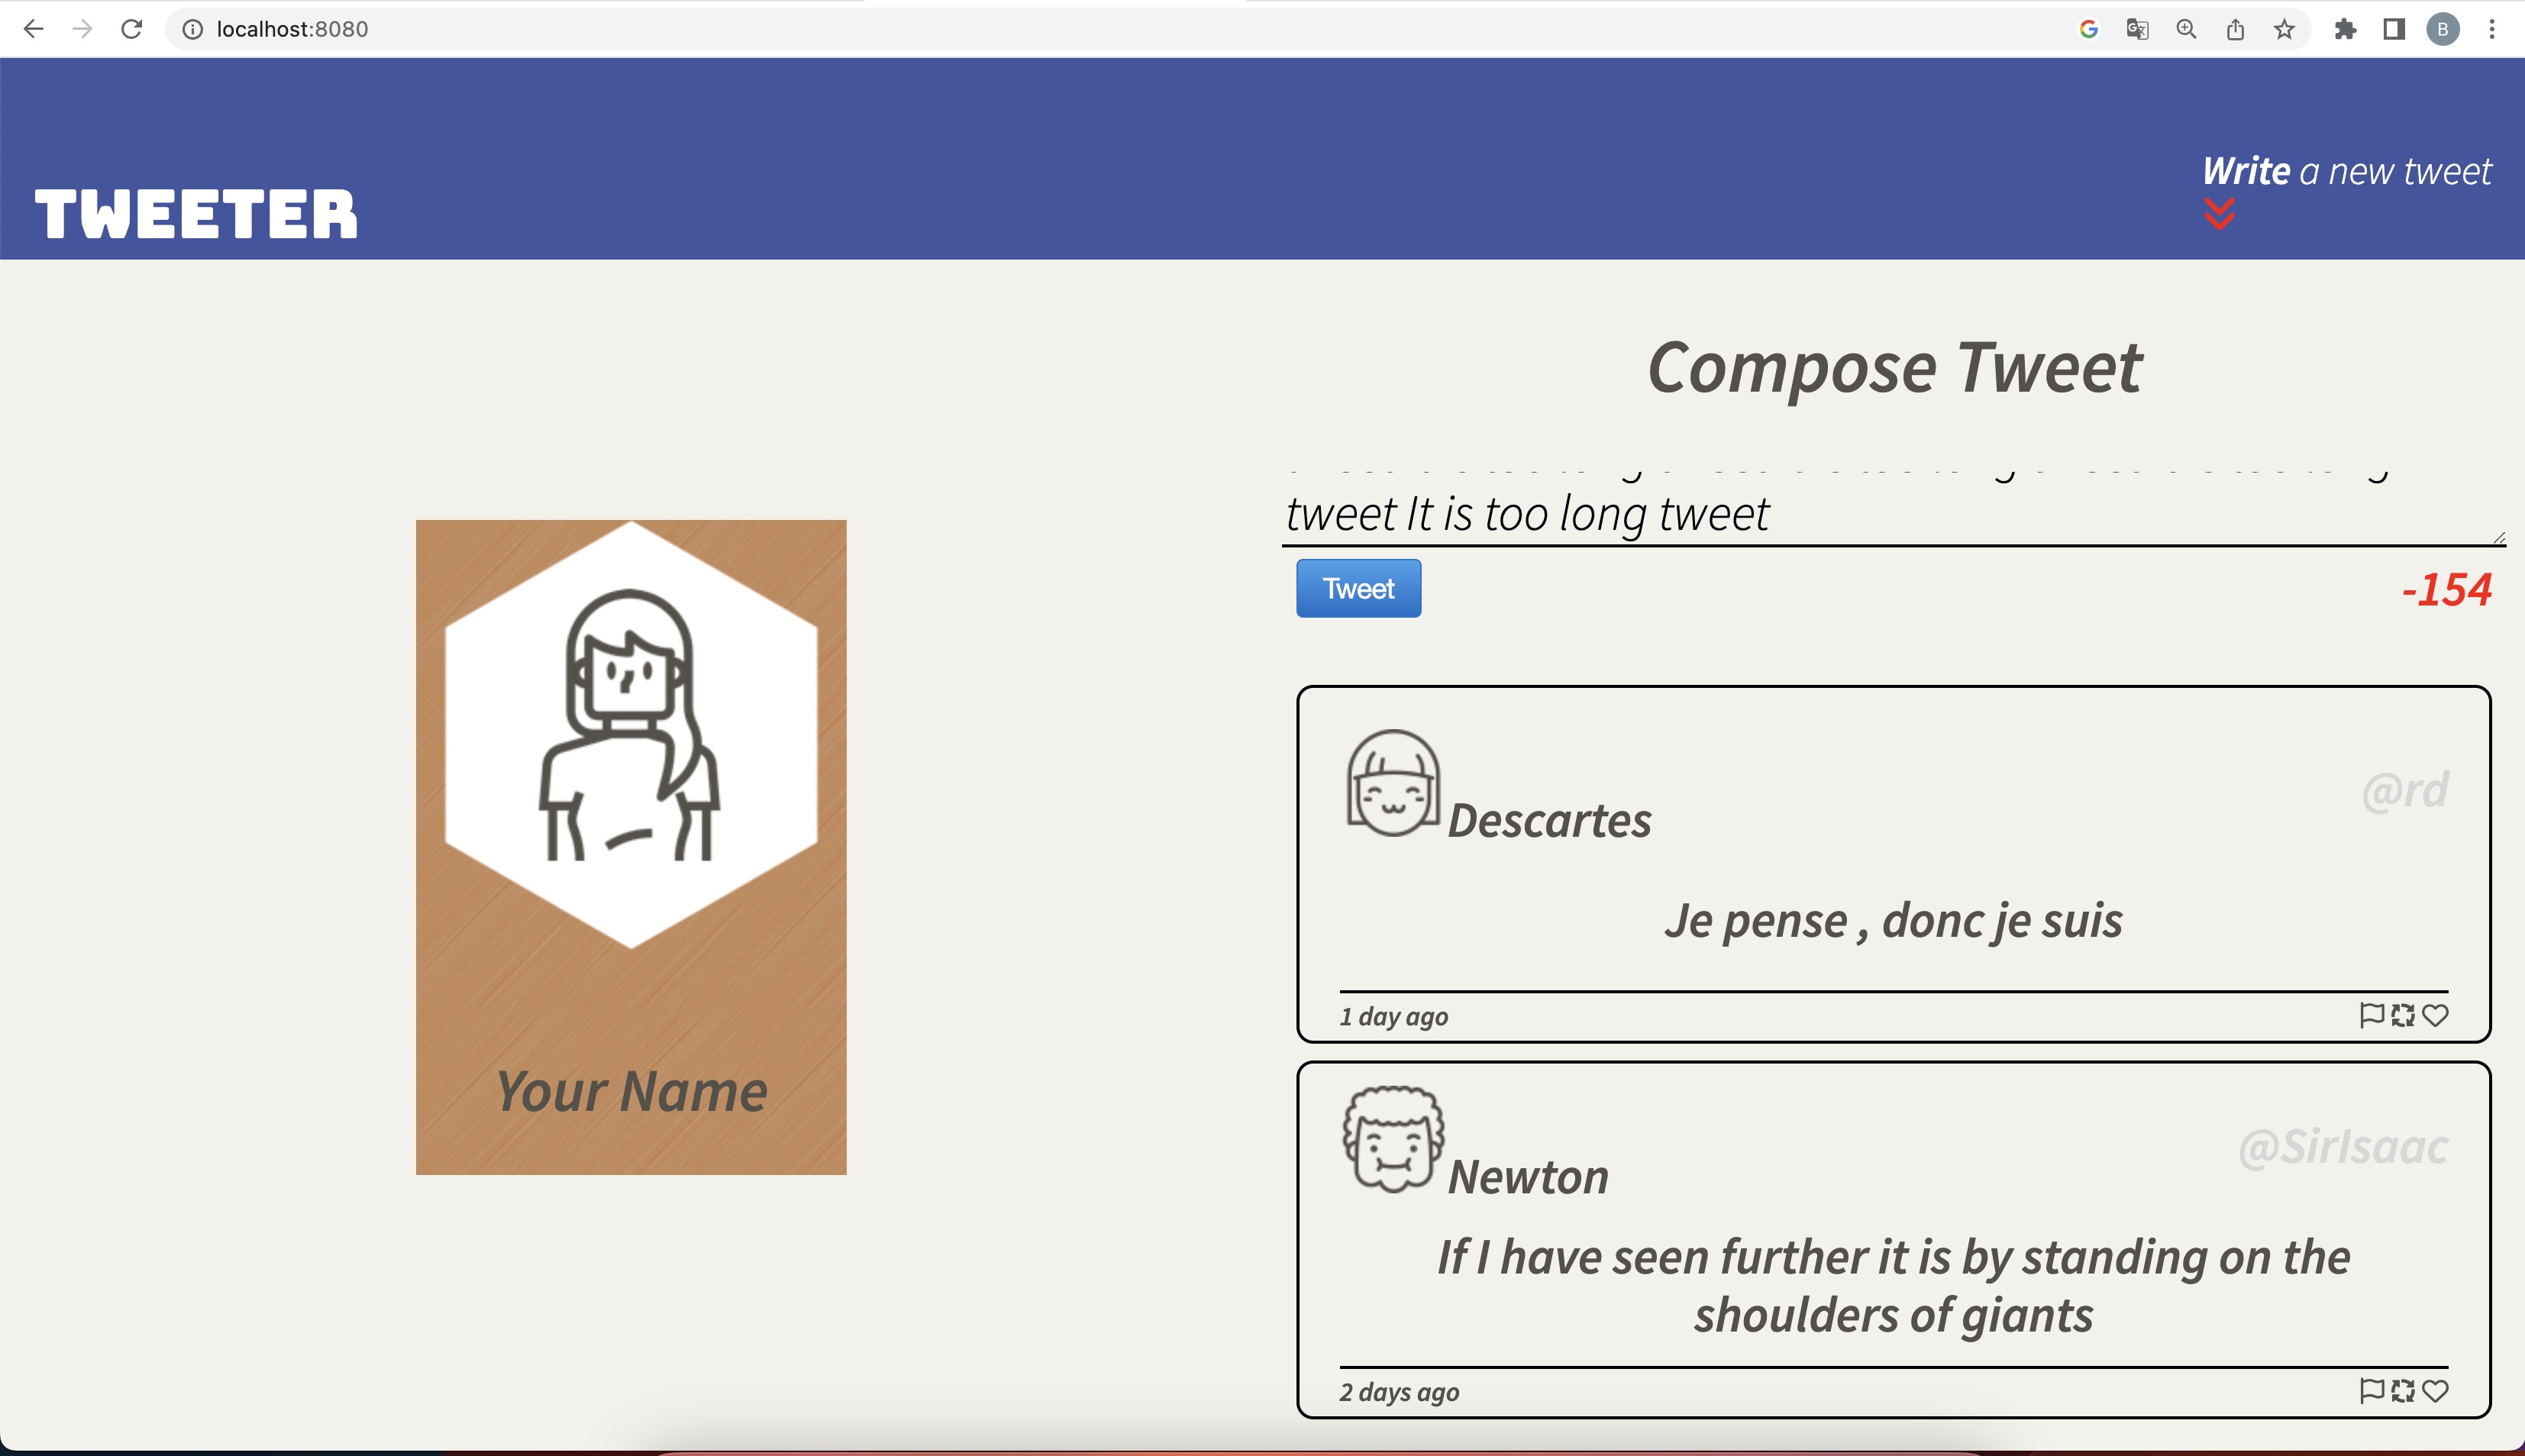 localhost:8080
B
TWEETER
Write a new tweet
Compose Tweet
tweet It is too long tweet
Tweet
-154
Your Name
Descartes
@rd
Je pense , donc je suis
1 day ago
Newton
@SirIsaac
If I have seen further it is by standing on the
shoulders of giants
2 days ago